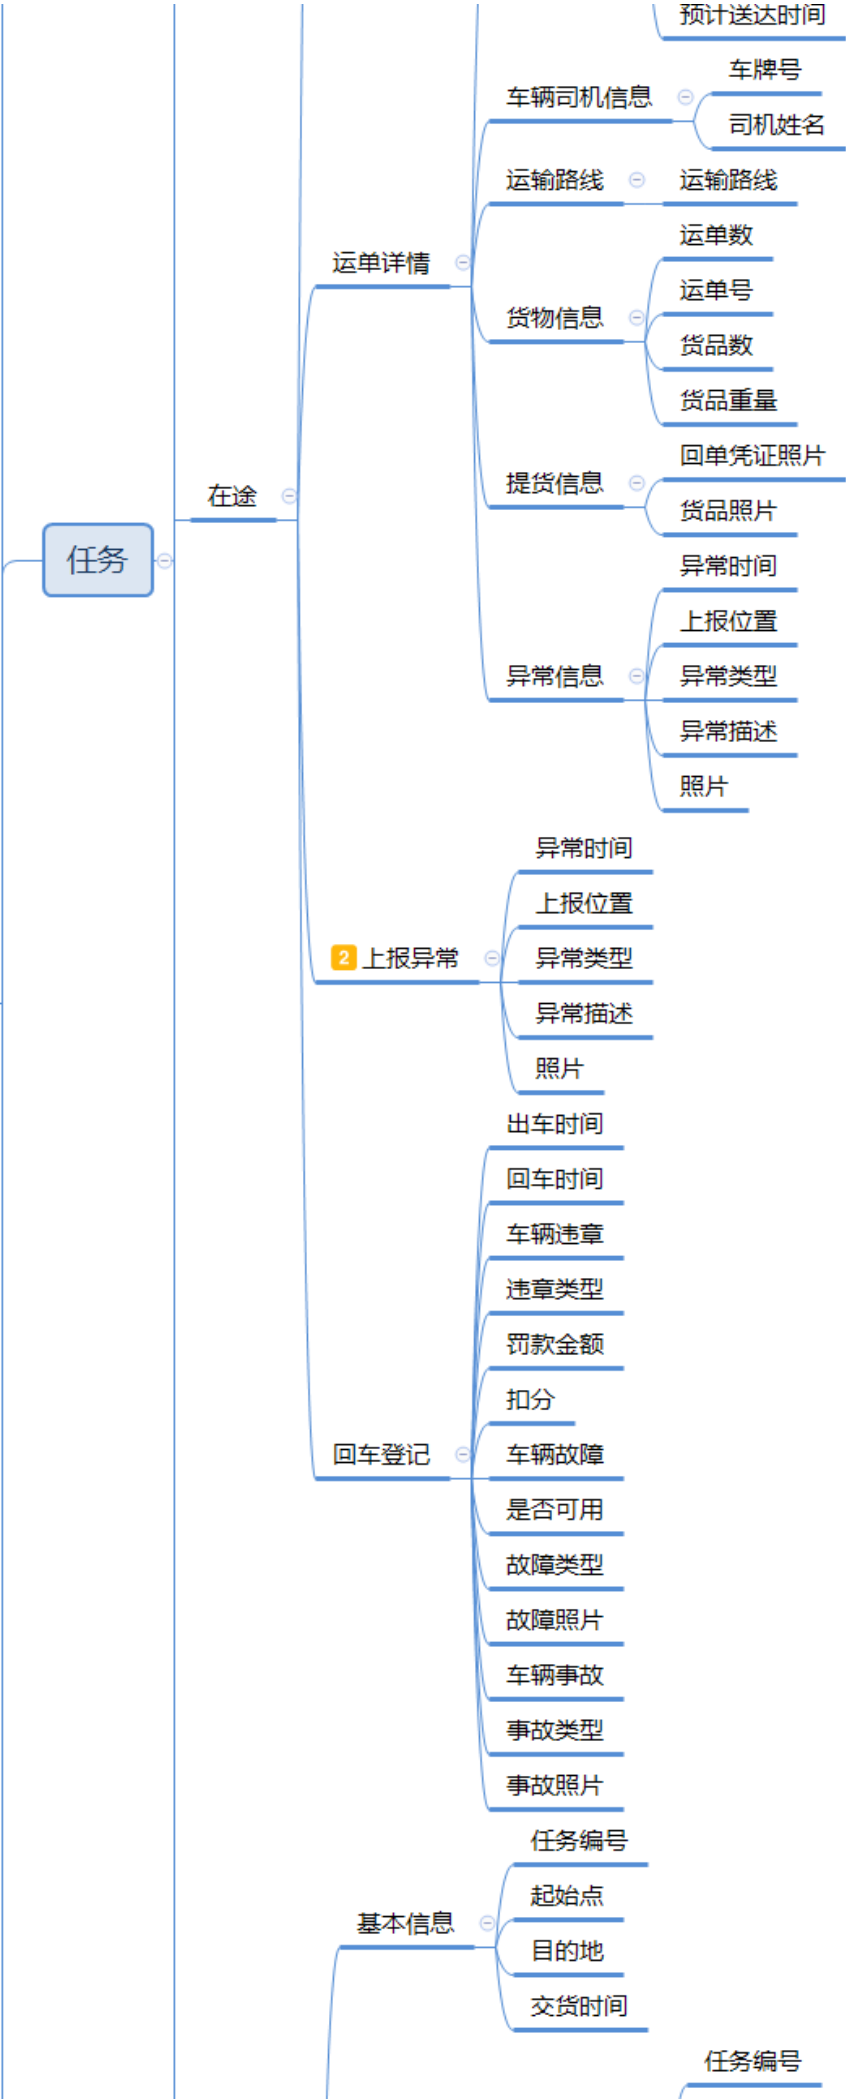 预计送达时间
车辆司机信息
车牌号
司机姓名
运输路线
运输路线
运单详情
货物信息
运单数
运单号
货品数
货品重量
提货信息
回单凭证照片
货品照片
在途
任务
异常信息
异常时间
上报位置
异常类型
异常描述
照片
2 上报异常
异常时间
上报位置
异常类型
异常描述
照片
回车登记
出车时间
回车时间
车辆违章
违章类型
罚款金额
扣分
车辆故障
是否可用
故障类型
故障照片
车辆事故
事故类型
事故照片
基本信息
任务编号
起始点
目的地
交货时间
任务编号